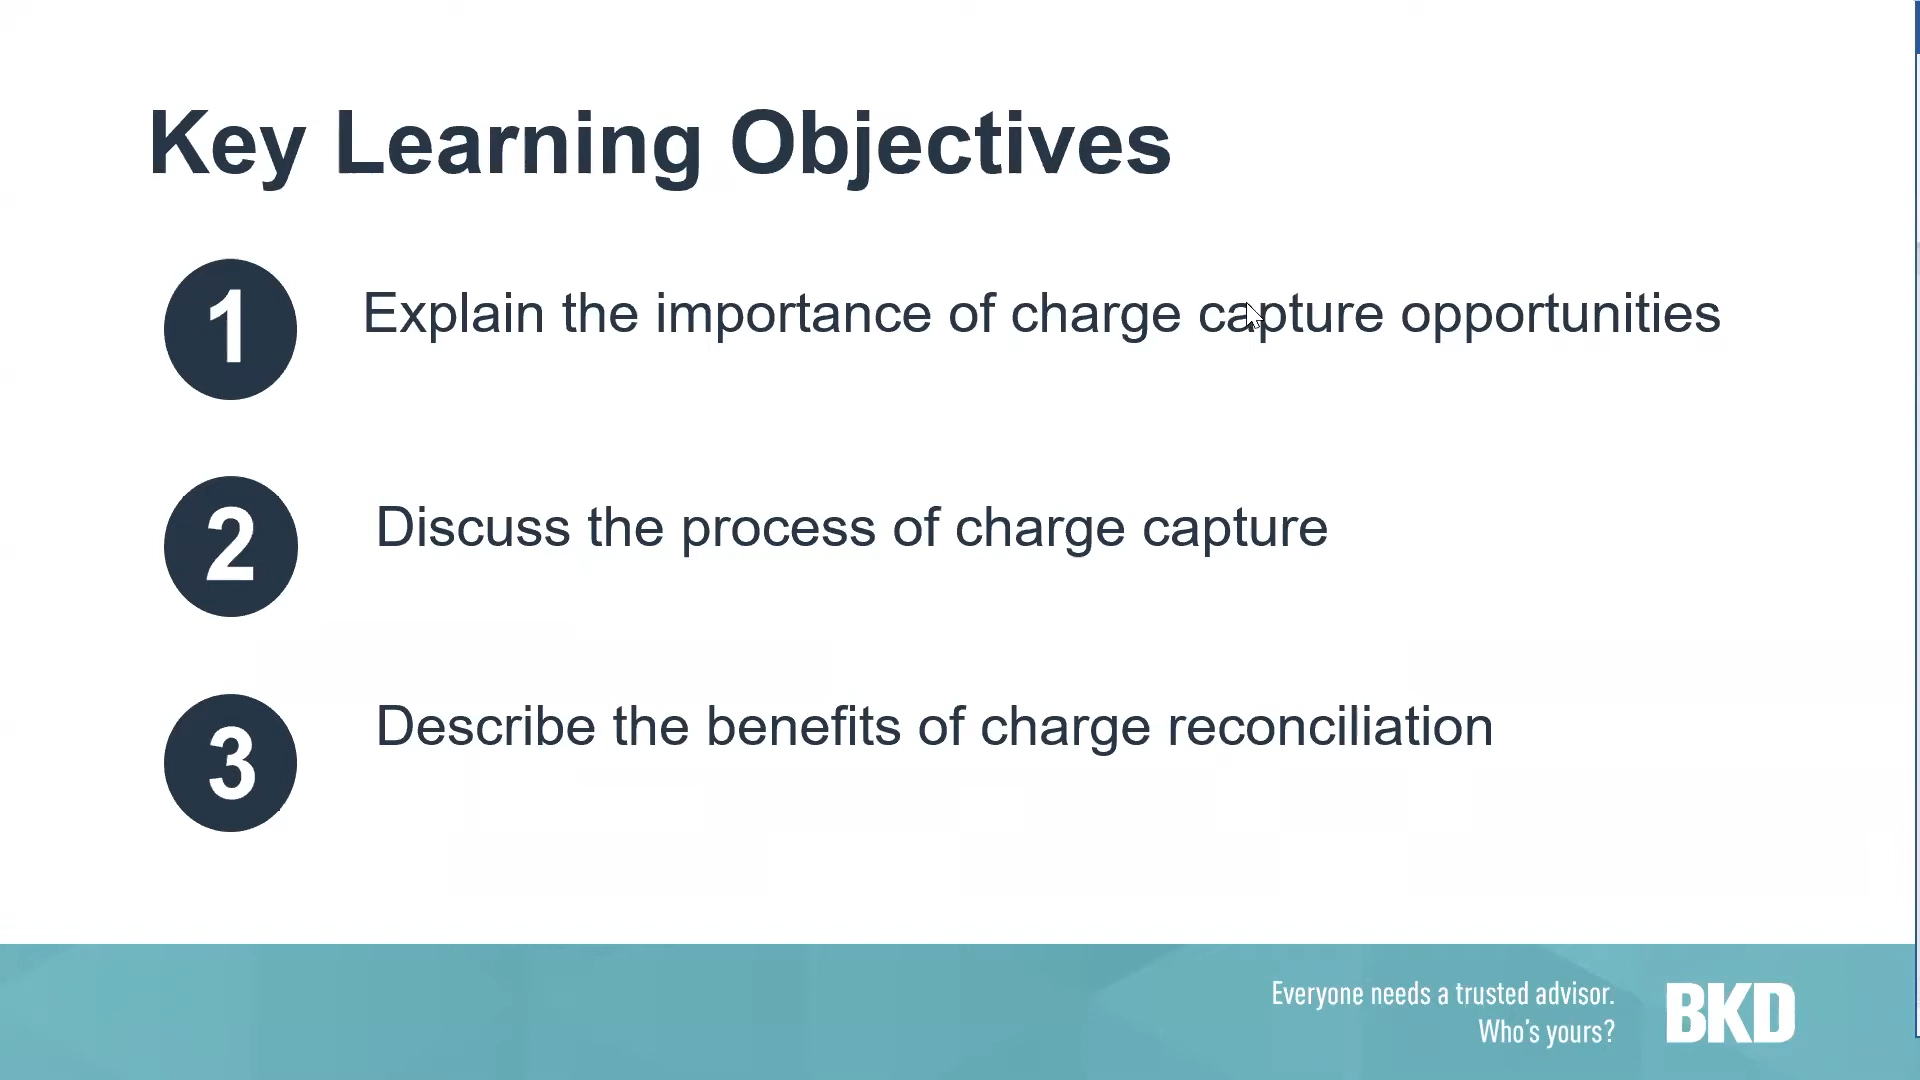 Key Learning Objectives
1
Explain the importance of charge capture opportunities
2
Discuss the process of charge capture
3
Describe the benefits of charge reconciliation
Everyone needs a trusted advisor.
Who's yours?
BKD